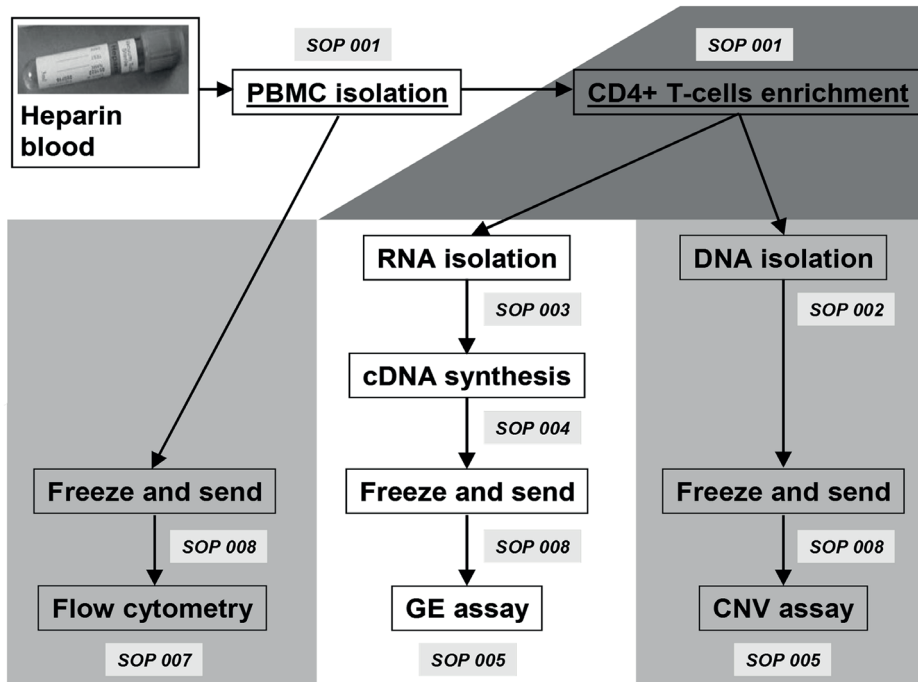 SOP 001
SOP 001
Heparin
blood
PBMC isolation
CD4+ T-cells enrichment
RNA isolation
DNA isolation
SOP 003
SOP 002
cDNA synthesis
SOP 004
Freeze and send
Freeze and send
Freeze and send
SOP 008
SOP 008
SOP 008
Flow cytometry
GE assay
CNV assay
SOP 007
SOP 005
SOP 005